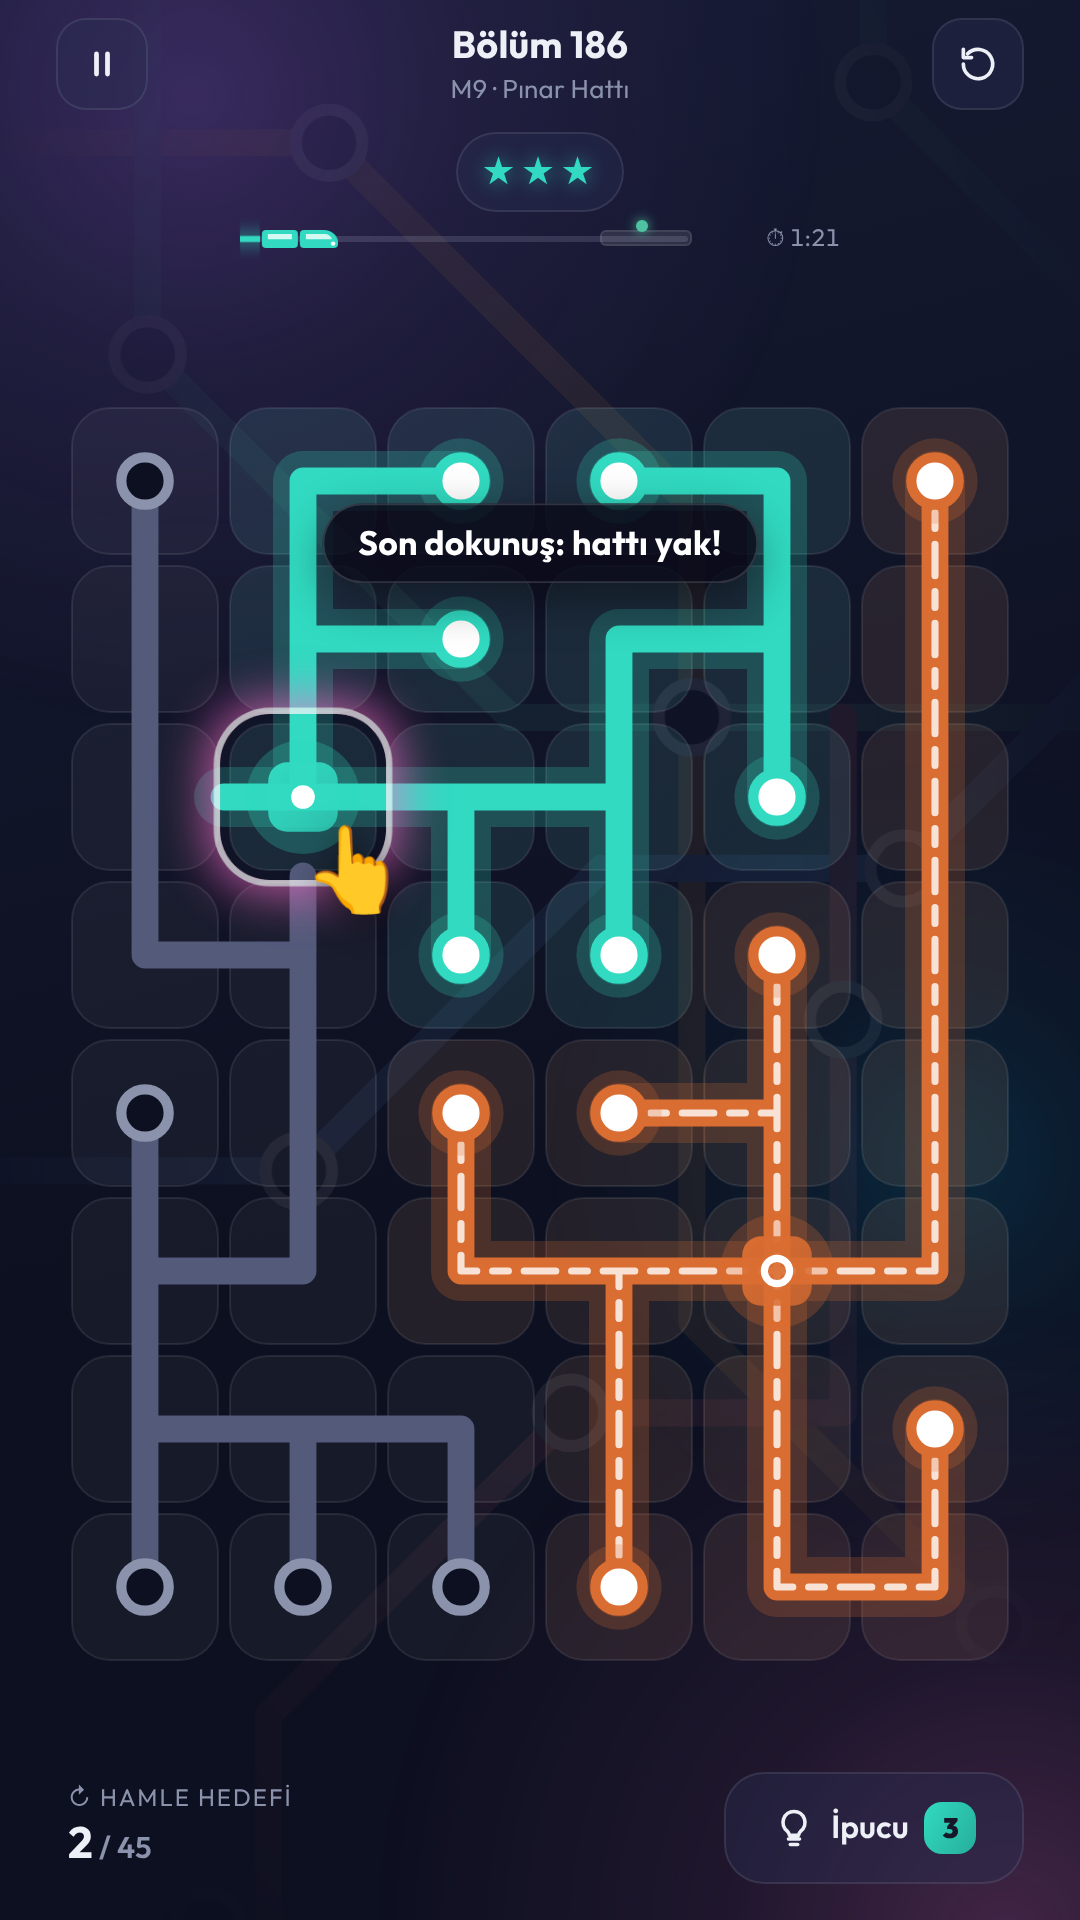 Bölüm 186
M9 · Pınar Hattı
1:21
Son dokunuş: hattı yak!
HAMLE HEDEFİ
2 / 45
İpucu 3